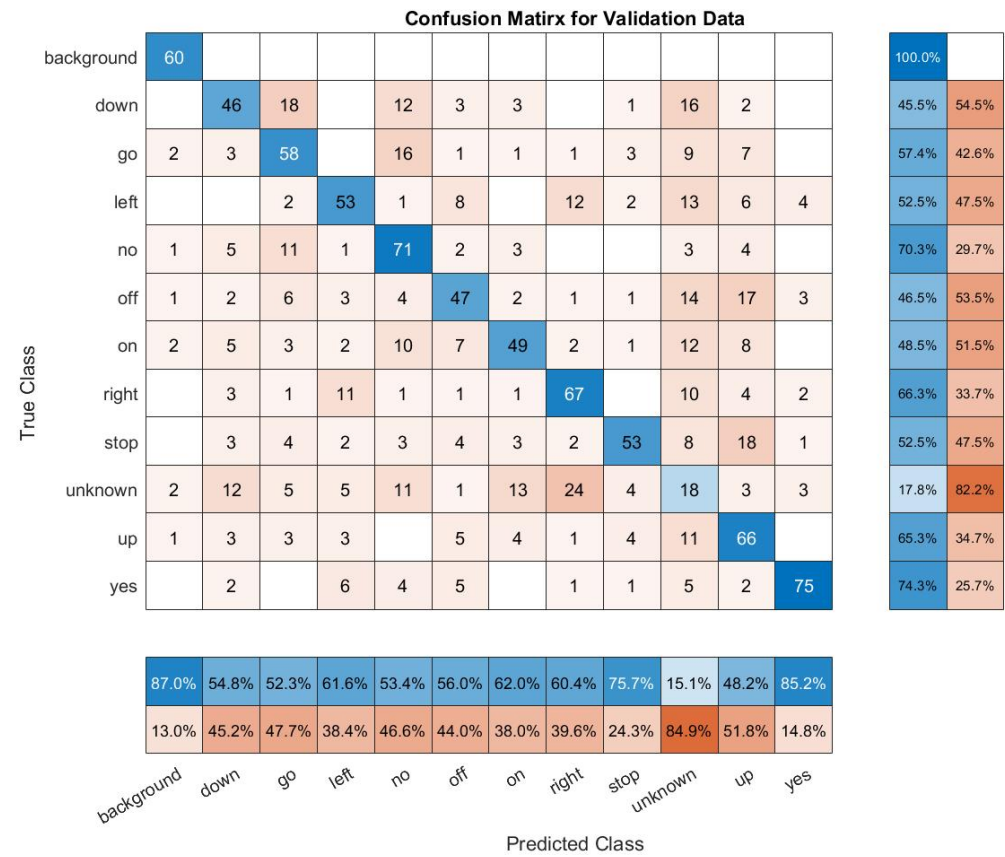 Confusion Matirx for Validation Data
background 60 100.0%
down 46 18 12 3 3 1 16 2 45.5% 54.5%
go 2 3 58 16 1 1 1 3 9 7 57.4% 42.6%
left 2 53 1 8 12 2 13 6 4 52.5% 47.5%
no 1 5 11 1 71 2 3 3 4 70.3% 29.7%
off 1 2 6 3 4 47 2 1 1 14 17 3 46.5% 53.5%
on 2 5 3 2 10 7 49 2 1 12 8 48.5% 51.5%
right 3 1 11 1 1 1 67 10 4 2 66.3% 33.7%
stop 3 4 2 3 4 3 2 53 8 18 1 52.5% 47.5%
unknown 2 12 5 5 11 1 13 24 4 18 3 3 17.8% 82.2%
up 1 3 3 3 5 4 1 4 11 66 65.3% 34.7%
yes 2 6 4 5 1 1 5 2 75 74.3% 25.7%
True Class
87.0% 54.8% 52.3% 61.6% 53.4% 56.0% 62.0% 60.4% 75.7% 15.1% 48.2% 85.2%
13.0% 45.2% 47.7% 38.4% 46.6% 44.0% 38.0% 39.6% 24.3% 84.9% 51.8% 14.8%
background down go left no off on right stop unknown up yes
Predicted Class